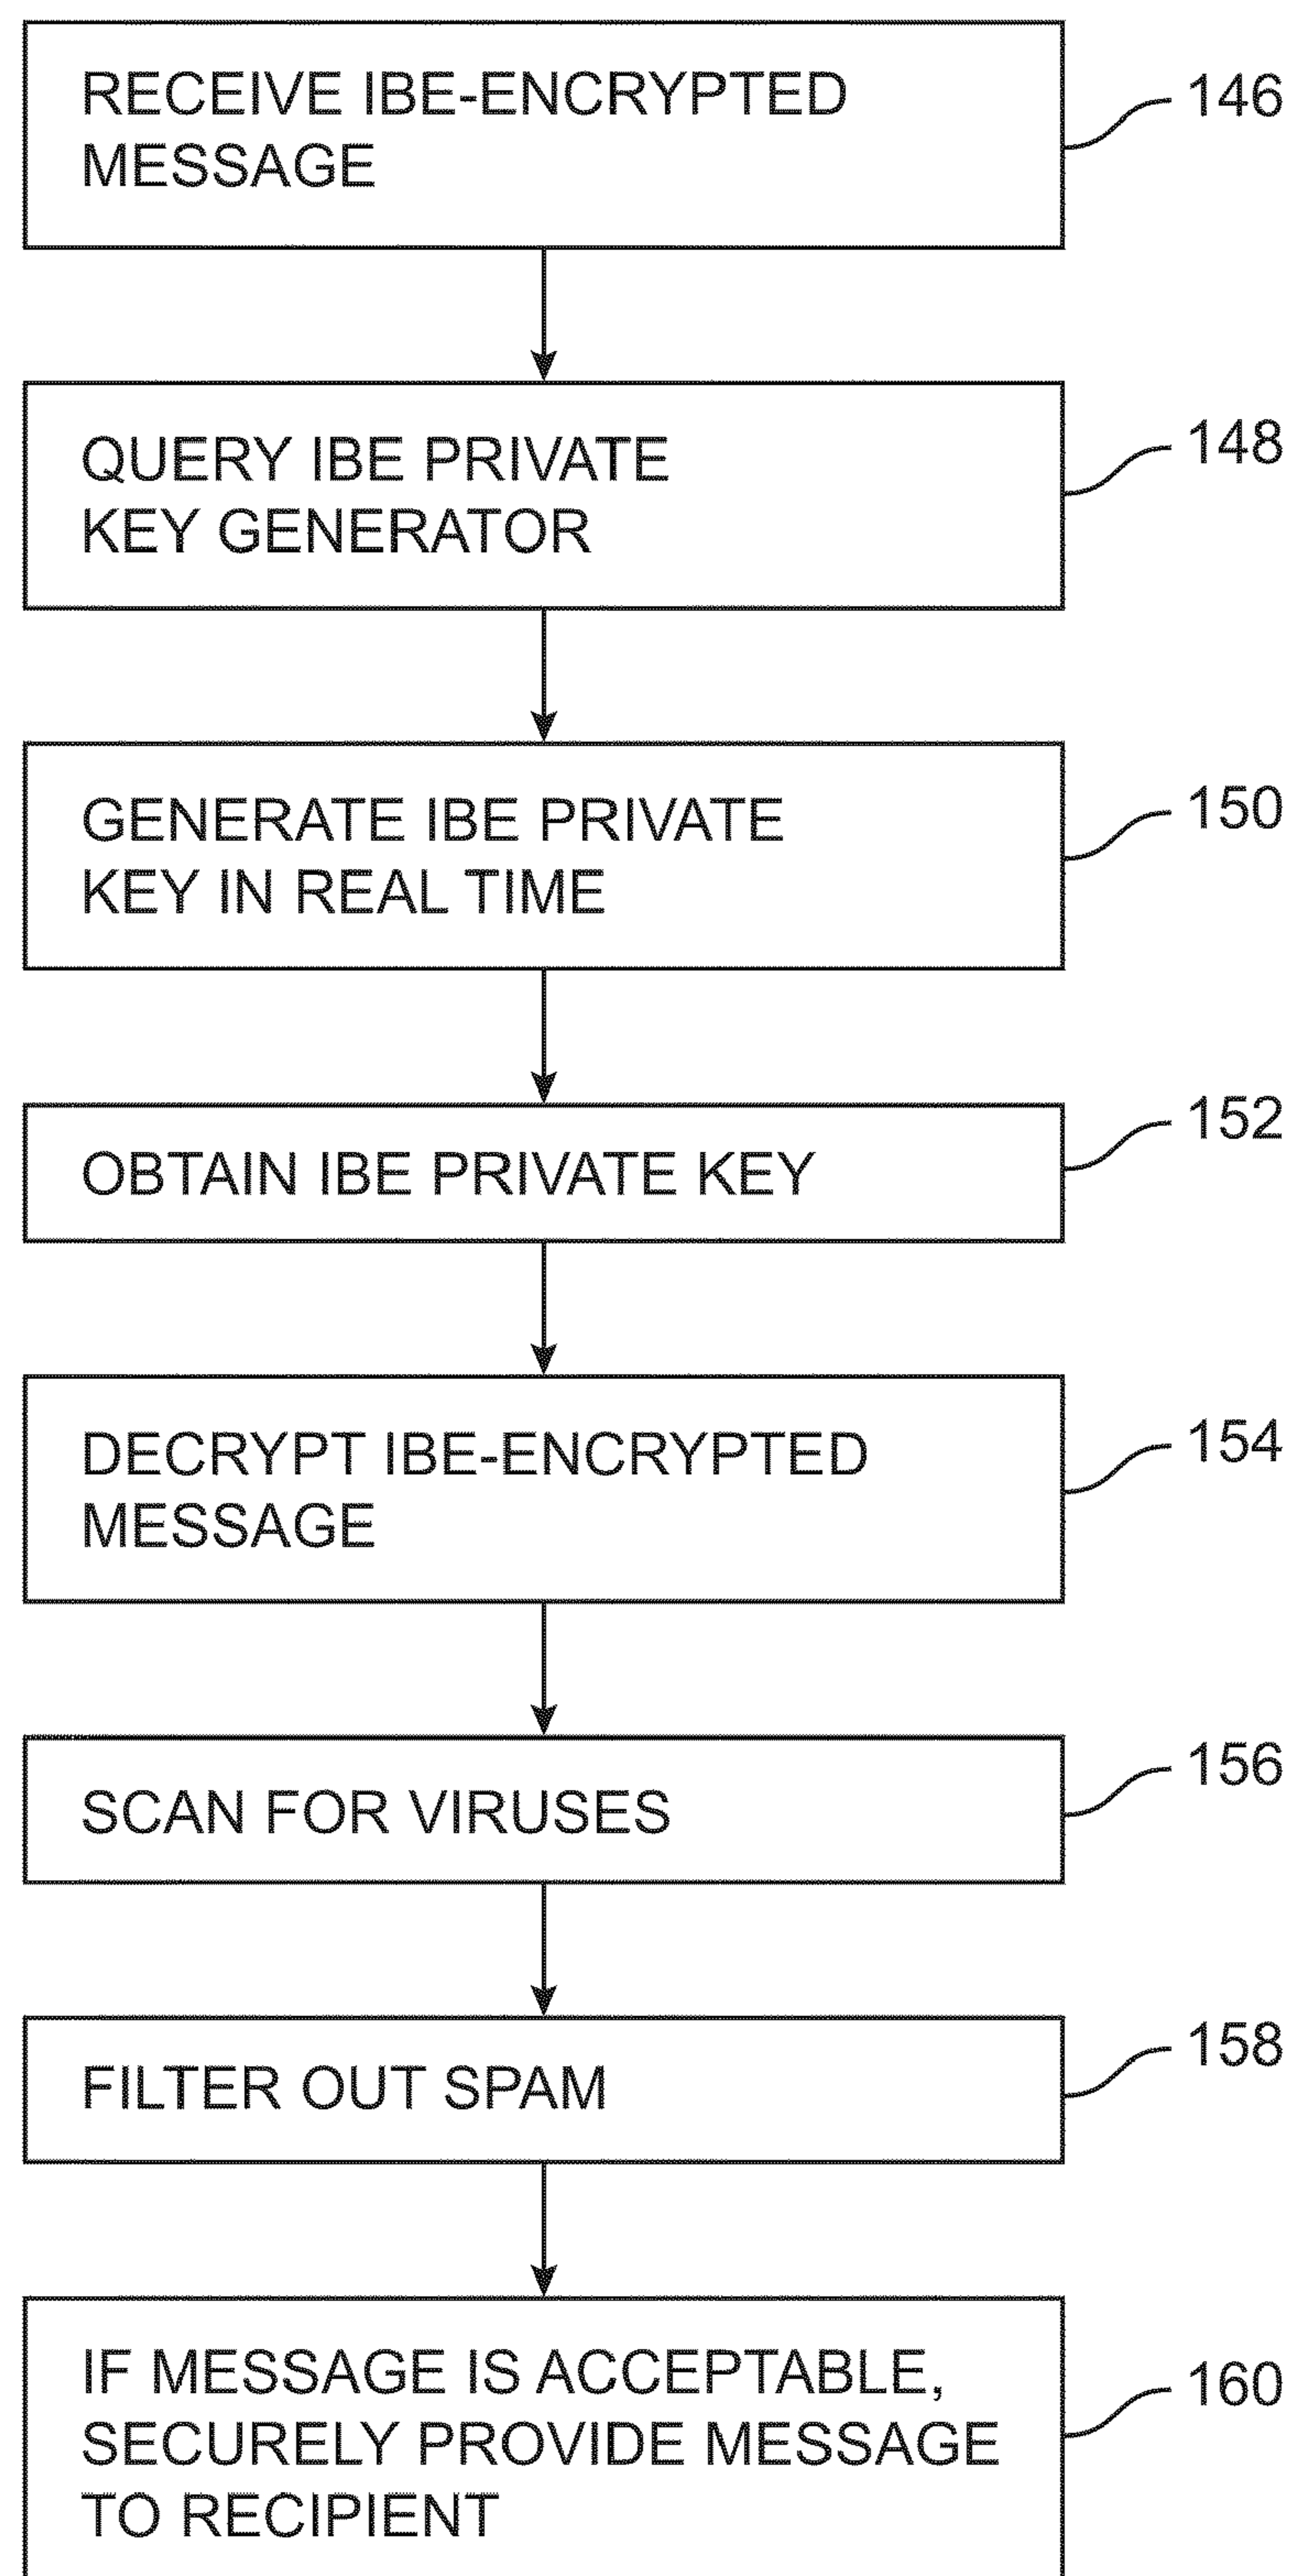 RECEIVE IBE-ENCRYPTED
MESSAGE
146
QUERY IBE PRIVATE
KEY GENERATOR
148
GENERATE IBE PRIVATE
KEY IN REAL TIME
150
OBTAIN IBE PRIVATE KEY
152
DECRYPT IBE-ENCRYPTED
MESSAGE
154
SCAN FOR VIRUSES
156
FILTER OUT SPAM
158
IF MESSAGE IS ACCEPTABLE,
SECURELY PROVIDE MESSAGE
TO RECIPIENT
160